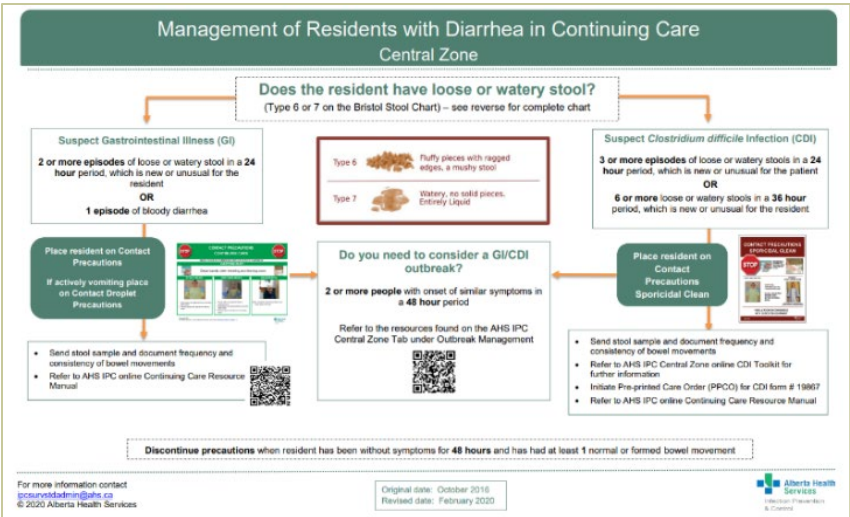 Management of Residents with Diarrhea in Continuing Care
Central Zone
Does the resident have loose or watery stool?
(Type 6 or 7 on the Bristol Stool Chart) – see reverse for complete chart
Suspect Gastrointestinal Illness (GI)
2 or more episodes of loose or watery stool in a 24
hour period, which is new or unusual for the
resident
OR
1 episode of bloody diarrhea
Type 6
Fluffy pieces with ragged
edges, a mushy stool
Type 7
Watery, no solid pieces.
Entirely Liquid
Suspect Clostridium difficile Infection (CDI)
3 or more episodes of loose or watery stools in a 24
hour period, which is new or unusual for the patient
OR
6 or more loose or watery stools in a 36 hour
period, which is new or unusual for the resident
Place resident on Contact
Precautions
If actively vomiting place
on Contact Droplet
Precautions
CONTACT PRECAUTIONS
CONTINUING CARE
Do you need to consider a GI/CDI
outbreak?
2 or more people with onset of similar symptoms in
a 48 hour period
Refer to the resources found on the AHS IPC
Central Zone Tab under Outbreak Management
Place resident on
Contact
Precautions
Sporicidal Clean
CONTACT PRECAUTIONS
SPORICIDAL CLEAN
STOP
• Send stool sample and document frequency and
consistency of bowel movements
• Refer to AHS IPC online Continuing Care Resource
Manual
• Send stool sample and document frequency and
consistency of bowel movements
• Refer to AHS IPC Central Zone online CDI Toolkit for
further information
• Initiate Pre-printed Care Order (PPCO) for CDI form # 19867
• Refer to AHS IPC online Continuing Care Resource Manual
Discontinue precautions when resident has been without symptoms for 48 hours and has had at least 1 normal or formed bowel movement
For more information contact
ipcsurvstdadmin@ahs.ca
© 2020 Alberta Health Services
Original date: October 2016
Revised date: February 2020
Alberta Health
Services
Infection Prevention
& Control